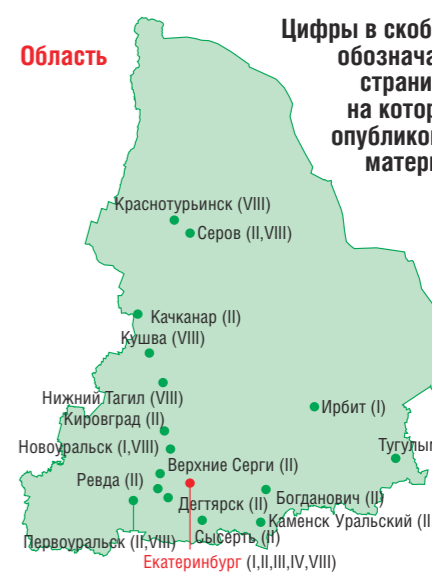 Область
Цифры в скоб
обознача
страни
на котор
опубликов
матери
Краснотурьинск (VIII)
Серов (II,VIII)
Качканар (II)
Кушва (VIII)
Нижний Тагил (VIII)
Ирбит (I)
Кировград (II)
Новоуральск (I,VIII)
Тугулым
Верхние Серги (II)
Ревда (II)
Дегтярск (II)
Богданович (II)
Каменск Уральский (II
Первоуральск (II,VIII)
Сысерть (II)
Екатеринбург (I,II,III,IV,VIII)